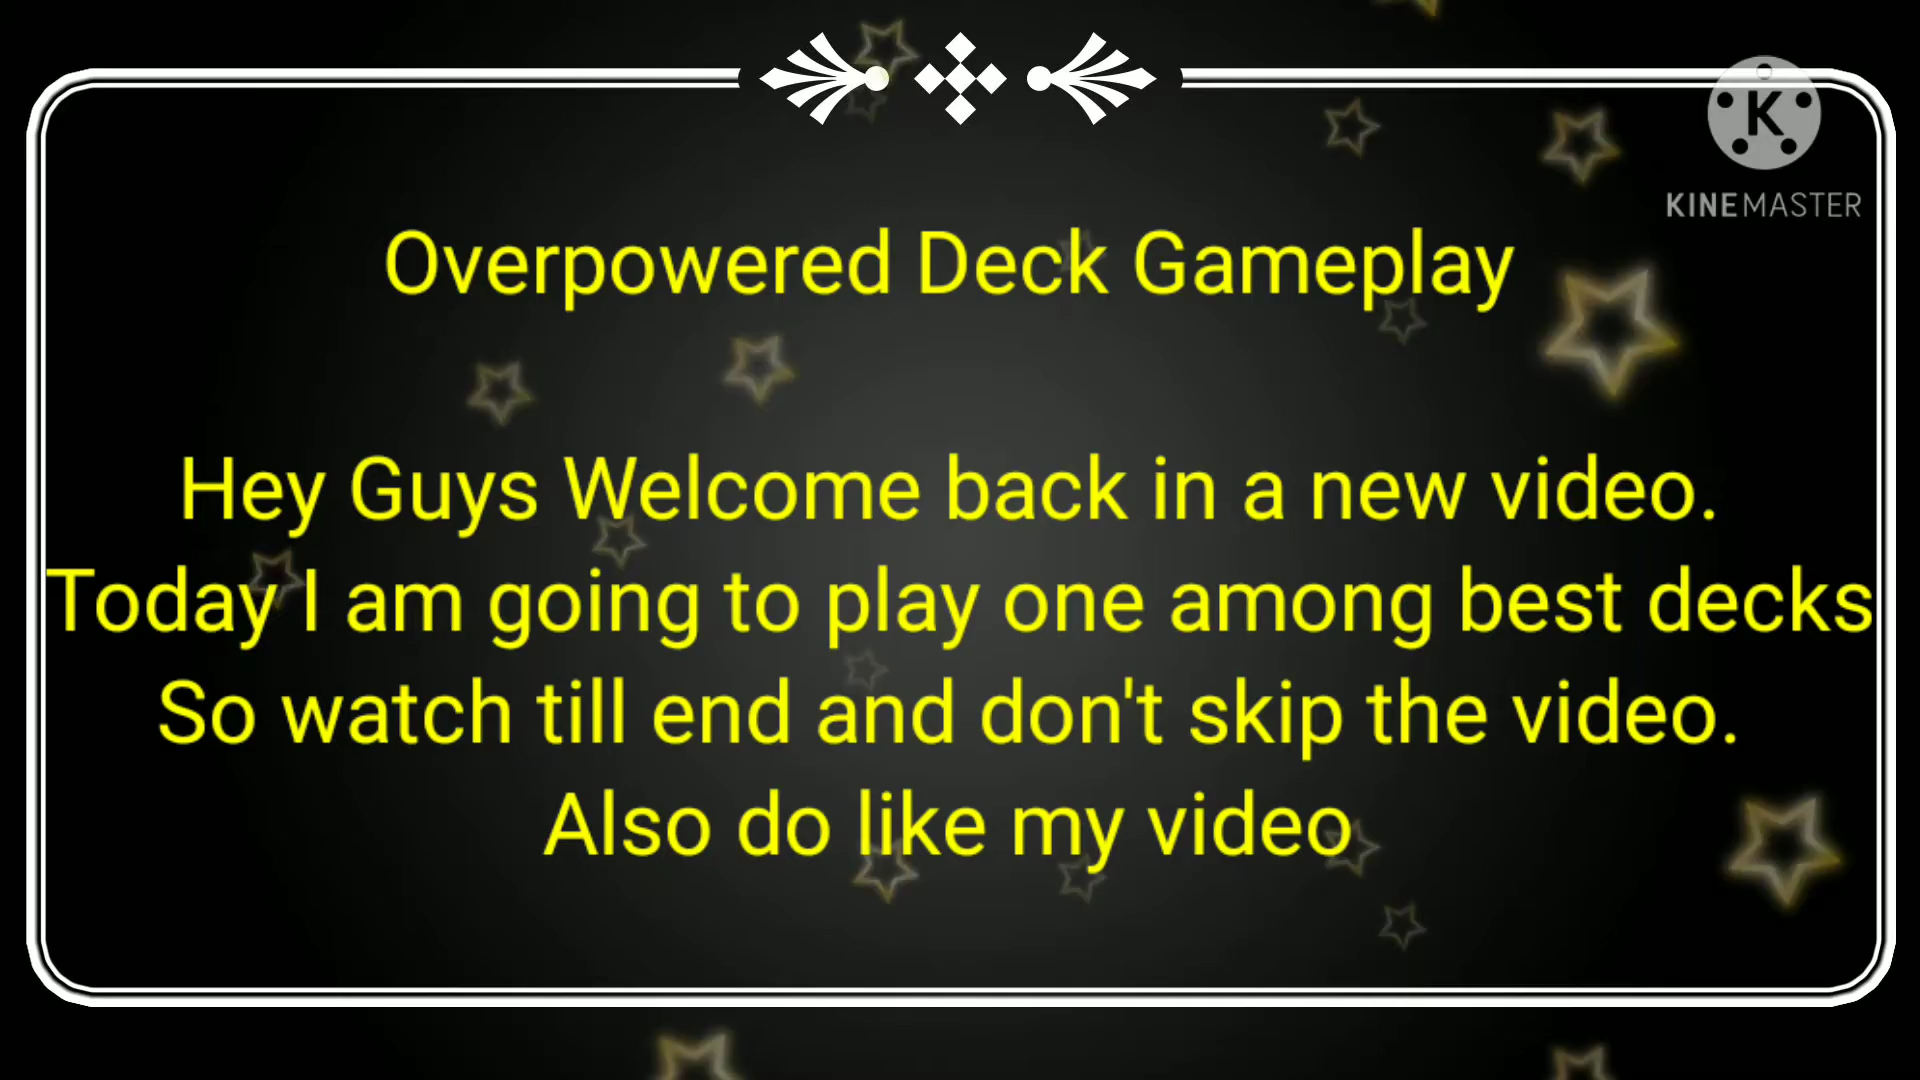 K
KINEMASTER
Overpowered Deck Gameplay
Hey Guys Welcome back in a new video.
Today I am going to play one among best decks
So watch till end and don't skip the video.
Also do like my video